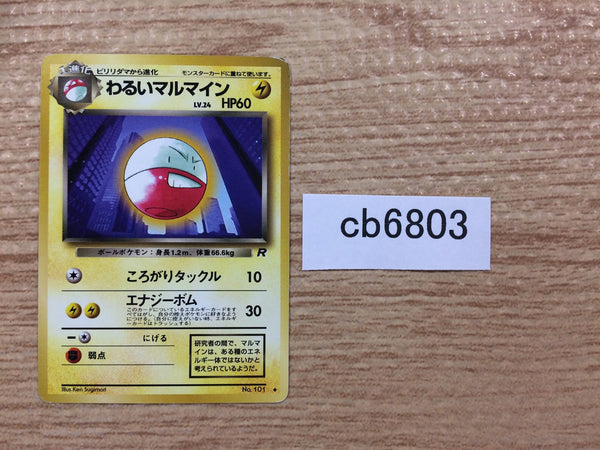 1進化
ビリリダマから進化
モンスターカードに重ねて使います。
わるいマルマイン
LV.24 HP60
ボールポケモン：身長1.2m、体重66.6kg
R
ころがりタックル 10
エナジーボム 30
このカードについているエネルギーカードをす
べてはがし、自分の控えポケモンに好きなよう
につける。（自分に控えがいない時、エネルギ
ーカードはトラッシュする）
にげる
弱点
研究者の間で、マルマ
インは、ある種のエネ
ルギー体ではないかと
考えられているようだ。
Illus. Ken Sugimori
No. 101
cb6803